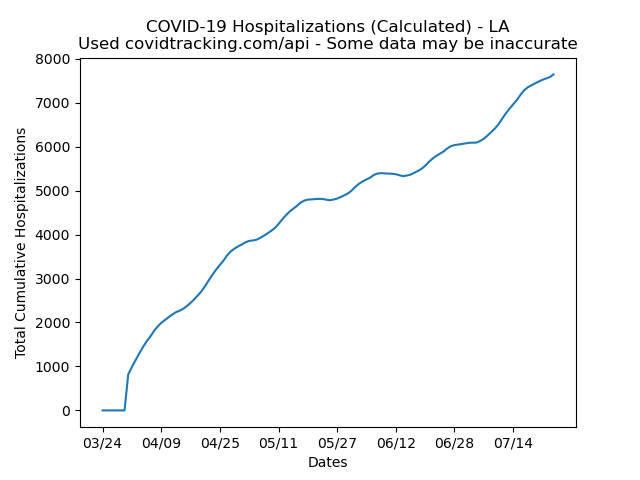 COVID-19 Hospitalizations (Calculated) - LA
Used covidtracking.com/api - Some data may be inaccurate
Total Cumulative Hospitalizations
8000
7000
6000
5000
4000
3000
2000
1000
0
03/24 04/09 04/25 05/11 05/27 06/12 06/28 07/14
Dates